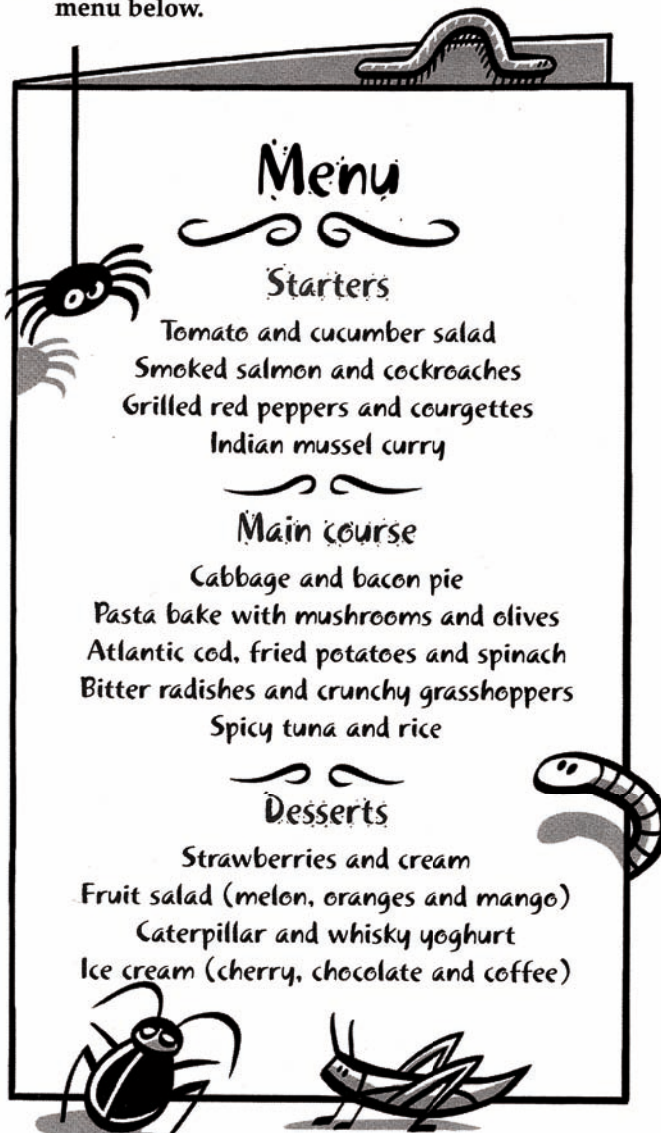 menu below.
Menu
Starters
Tomato and cucumber salad
Smoked salmon and cockroaches
Grilled red peppers and courgettes
Indian mussel curry
Main course
Cabbage and bacon pie
Pasta bake with mushrooms and olives
Atlantic cod, fried potatoes and spinach
Bitter radishes and crunchy grasshoppers
Spicy tuna and rice
Desserts
Strawberries and cream
Fruit salad (melon, oranges and mango)
Caterpillar and whisky yoghurt
Ice cream (cherry, chocolate and coffee)